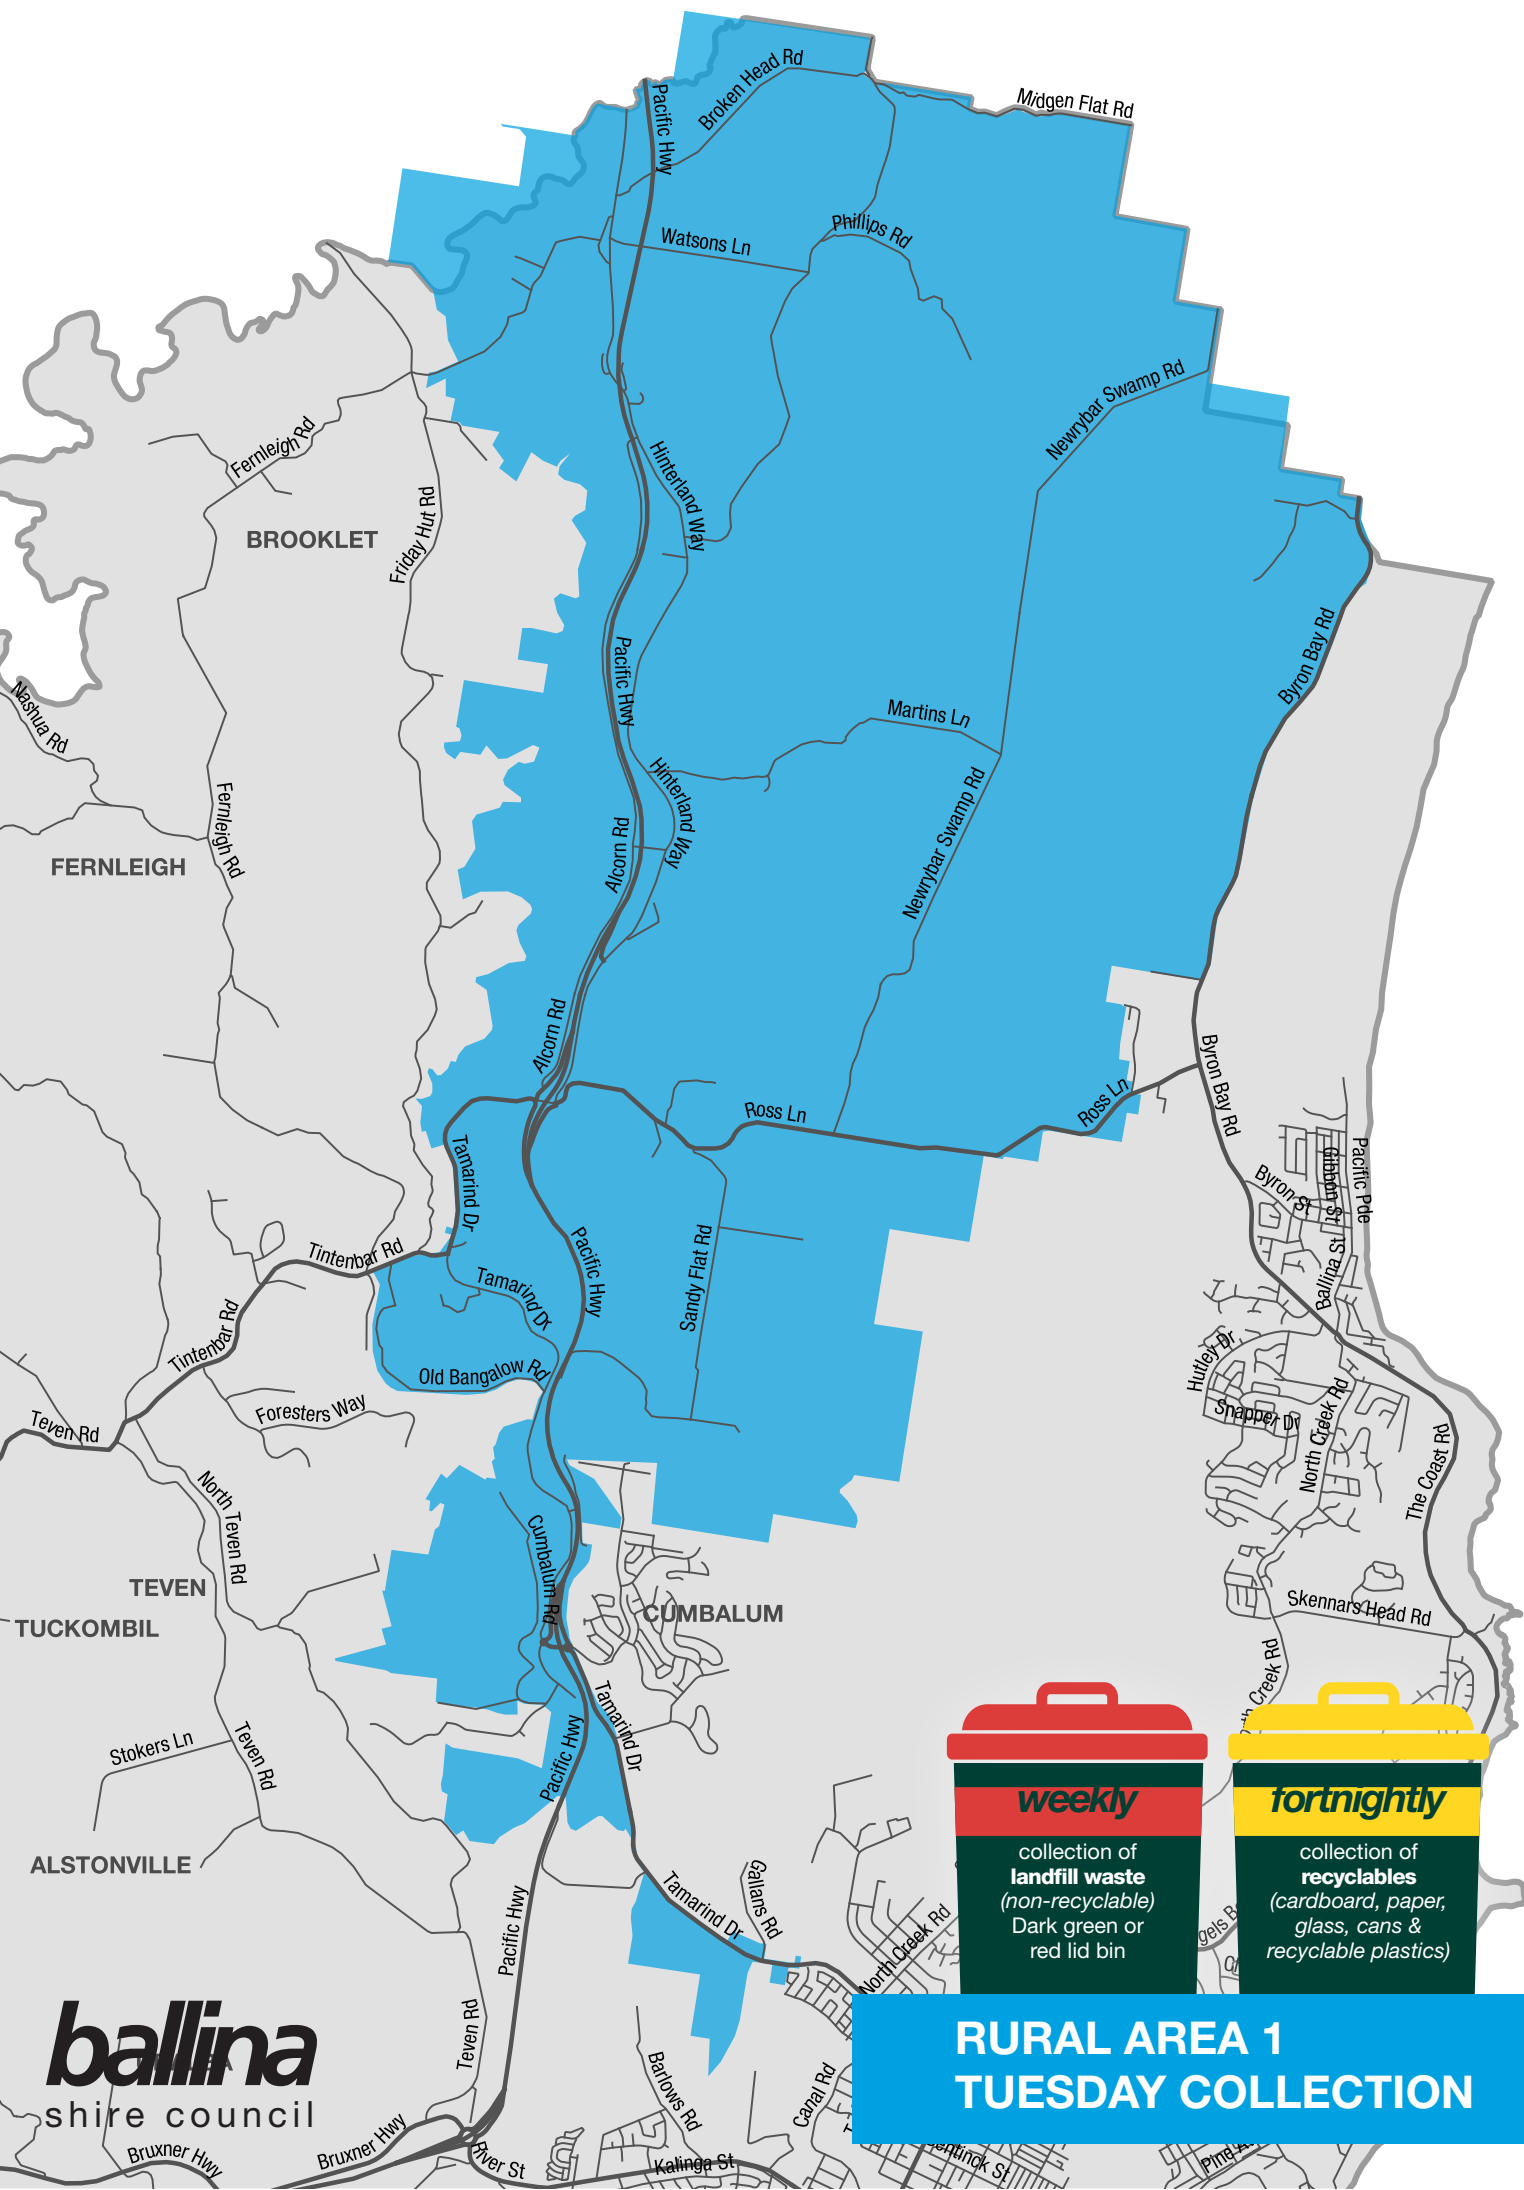 Midgen Flat Rd
Broken Head Rd
Pacific Hwy
Phillips Rd
Watsons Ln
Newrybar Swamp Rd
Fernleigh Rd
Hinterland Way
Friday Hut Rd
BROOKLET
Byron Bay Rd
Pacific Hwy
Nashua Rd
Martins Ln
Hinterland Way
Newrybar Swamp Rd
Fernleigh Rd
Alcorn Rd
FERNLEIGH
Alcorn Rd
Byron Bay Rd
Ross Ln
Ross Ln
Tamarind Dr
Gibbon St
Pacific Pde
Byron St
Tintenbar Rd
Pacific Hwy
Sandy Flat Rd
Ballina St
Tamarind Dr
Tintenbar Rd
Hutley Dr
Old Bangalow Rd
Foresters Way
Snapper Dr
North Creek Rd
Teven Rd
The Coast Rd
North Teven Rd
Cumbalum Rd
TEVEN
CUMBALUM
Skennars Head Rd
TUCKOMBIL
Creek Rd
Tamarind Dr
Stokers Ln
Teven Rd
Pacific Hwy
weekly
collection of
landfill waste
(non-recyclable)
Dark green or
red lid bin
fortnightly
collection of
recyclables
(cardboard, paper,
glass, cans &
recyclable plastics)
ALSTONVILLE
Gallans Rd
Tamarind Dr
North Creek Rd
Pacific Hwy
Teven Rd
Barlows Rd
Canal Rd
RURAL AREA 1
TUESDAY COLLECTION
ballina
shire council
Bruxner Hwy
Bruxner Hwy
River St
Kalinga St